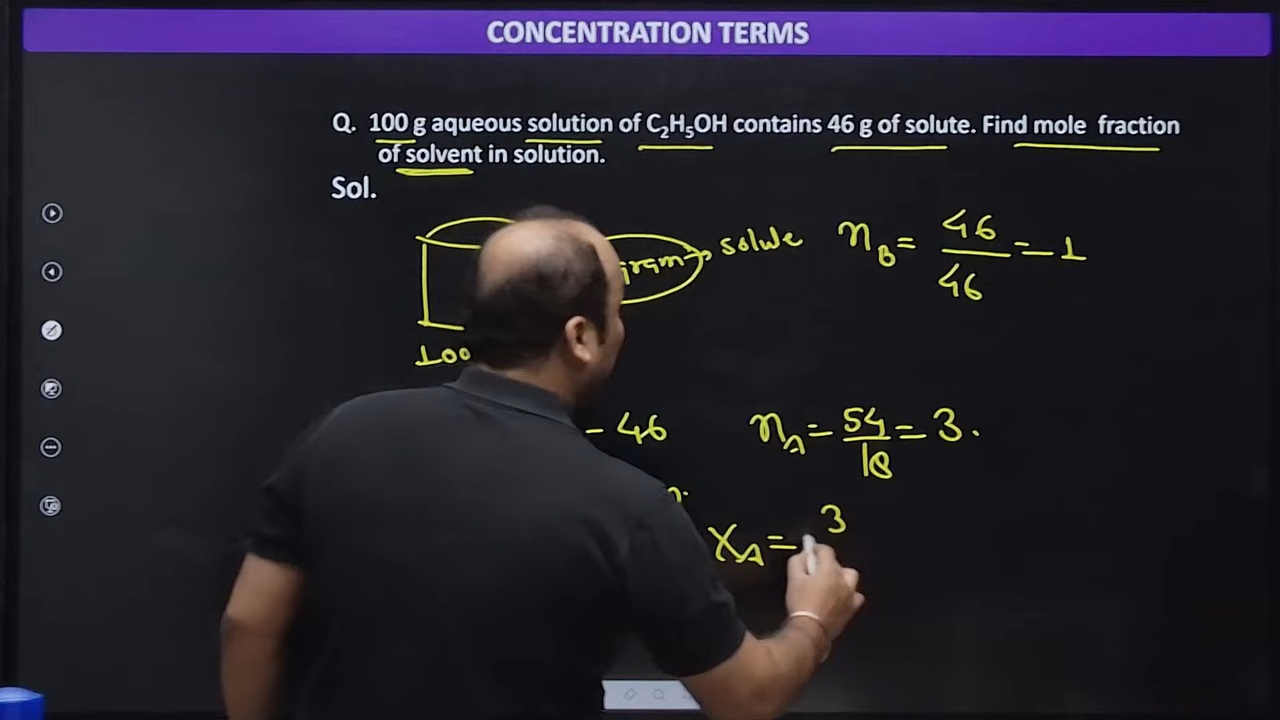 CONCENTRATION TERMS
Q. 100 g aqueous solution of C₂H₅OH contains 46 g of solute. Find mole fraction
of solvent in solution.
Sol.
solute n_B = 46/46 = 1
100
- 46 n_A = 54/18 = 3.
X_A = 3